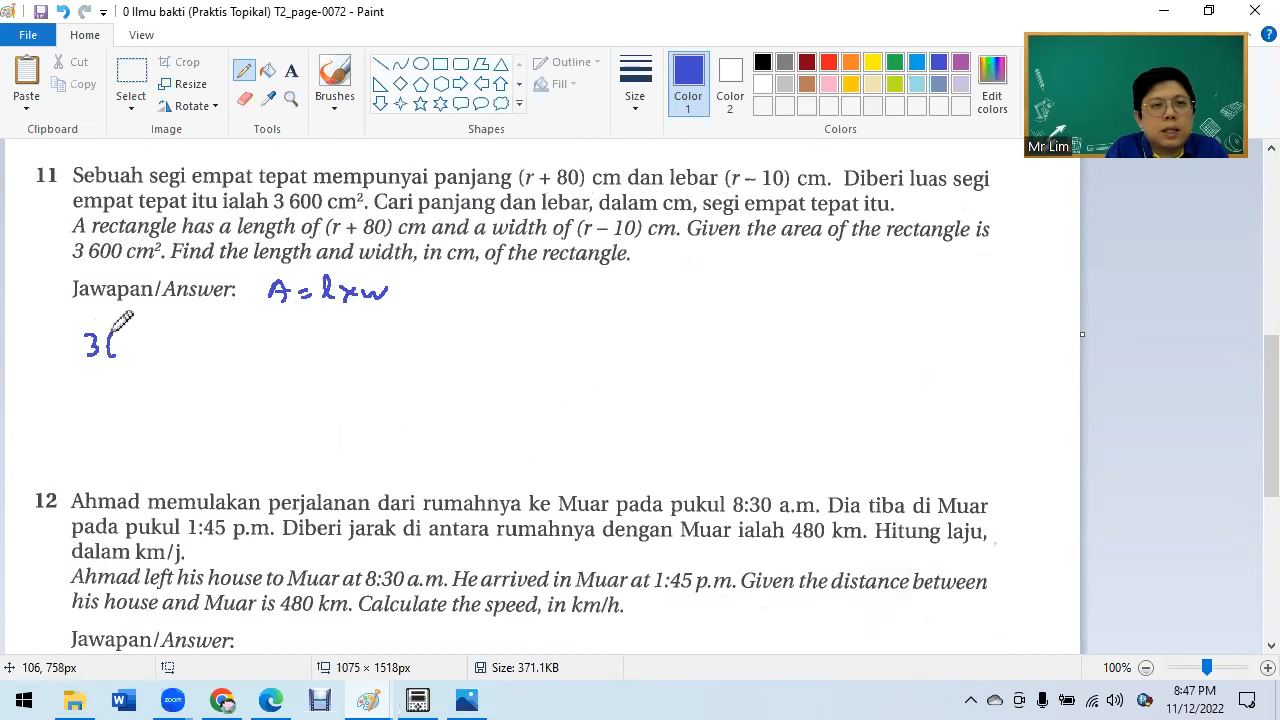 0 Ilmu bakti (Praktis Topikal) T2_page-0072 - Paint
File Home View
Paste Cut Copy Select Crop Resize Rotate Brushes Outline Fill Size Color 1 Color 2 Edit colors
Clipboard Image Tools Shapes Colors
Mr Lim
11 Sebuah segi empat tepat mempunyai panjang (r + 80) cm dan lebar (r – 10) cm. Diberi luas segi
empat tepat itu ialah 3 600 cm². Cari panjang dan lebar, dalam cm, segi empat tepat itu.
A rectangle has a length of (r + 80) cm and a width of (r – 10) cm. Given the area of the rectangle is
3 600 cm². Find the length and width, in cm, of the rectangle.
Jawapan/Answer: A = l × w
3(
12 Ahmad memulakan perjalanan dari rumahnya ke Muar pada pukul 8:30 a.m. Dia tiba di Muar
pada pukul 1:45 p.m. Diberi jarak di antara rumahnya dengan Muar ialah 480 km. Hitung laju,
dalam km/j.
Ahmad left his house to Muar at 8:30 a.m. He arrived in Muar at 1:45 p.m. Given the distance between
his house and Muar is 480 km. Calculate the speed, in km/h.
Jawapan/Answer:
106, 758px 1075 × 1518px Size: 371.1KB 100%
zoom
8:47 PM
11/12/2022